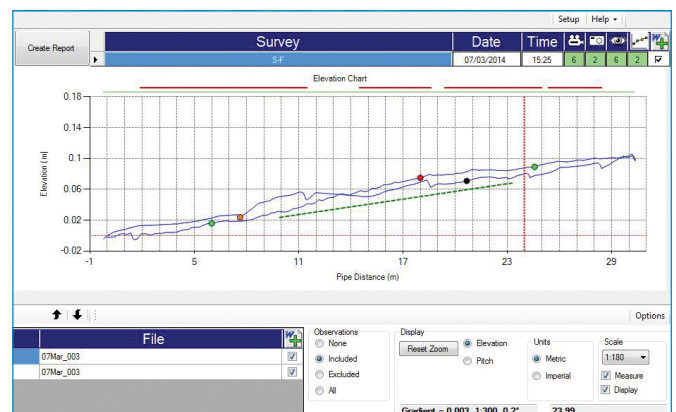 Setup Help
Create Report Survey Date Time
S-F 07/03/2014 15:25 6 2 6 2
Elevation Chart
0.18
0.14
0.1
0.06
0.02
-0.02
Elevation (m)
-1 5 11 17 23 29
Pipe Distance (m)
Options
File
07Mar_003
07Mar_003
Observations
None
Included
Excluded
All
Display
Reset Zoom
Elevation
Pitch
Units
Metric
Imperial
Scale
1:180
Measure
Display
Gradient = 0.003, 1:300, 0.2° 23.99